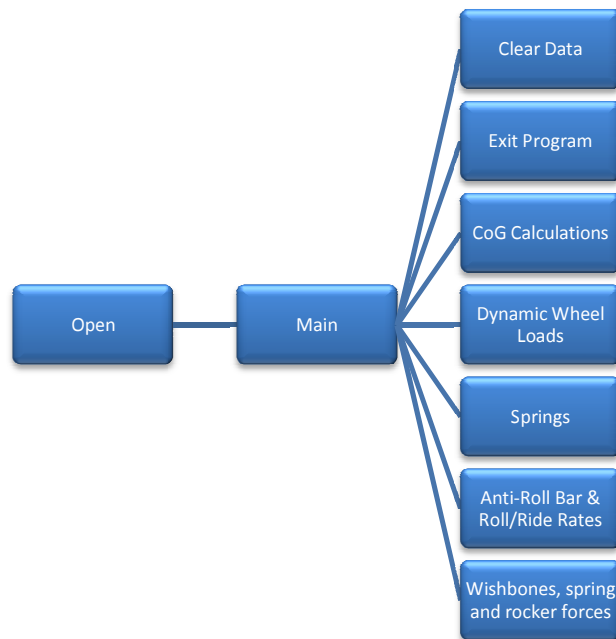 Clear Data
Exit Program
CoG Calculations
Open
Main
Dynamic Wheel
Loads
Springs
Anti-Roll Bar &
Roll/Ride Rates
Wishbones, spring
and rocker forces